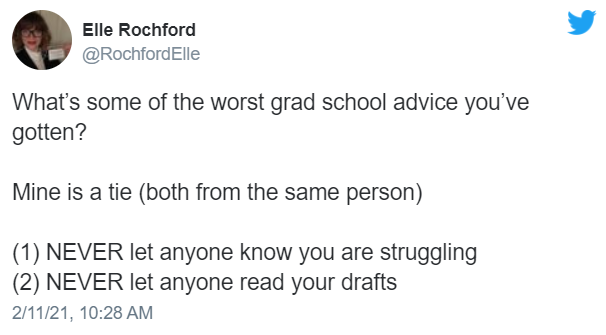 Elle Rochford
@RochfordElle
What’s some of the worst grad school advice you’ve
gotten?
Mine is a tie (both from the same person)
(1) NEVER let anyone know you are struggling
(2) NEVER let anyone read your drafts
2/11/21, 10:28 AM